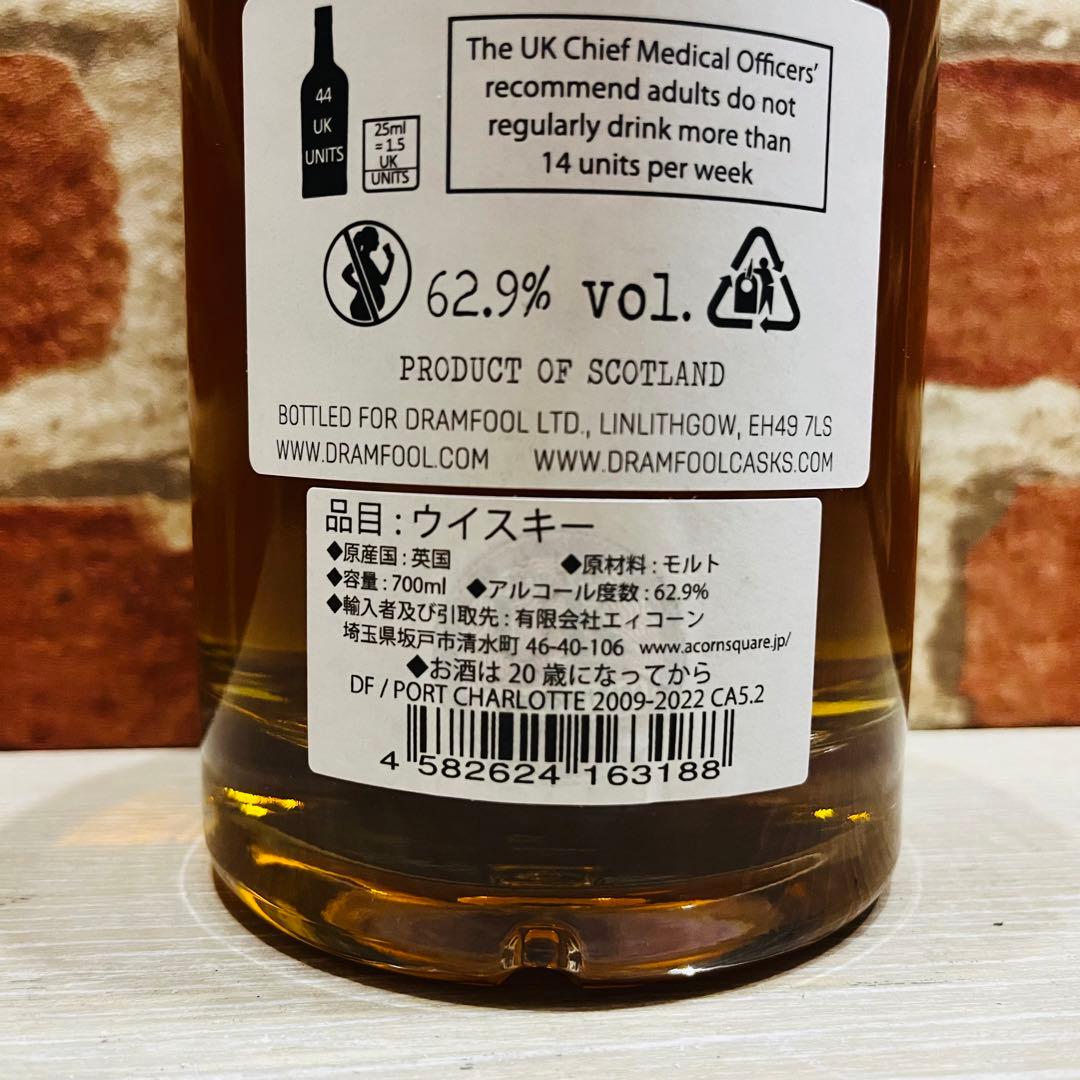 44
UK
UNITS
25ml
= 1.5
UK
UNITS
The UK Chief Medical Officers'
recommend adults do not
regularly drink more than
14 units per week
62.9% vol.
PRODUCT OF SCOTLAND
BOTTLED FOR DRAMFOOL LTD., LINLITHGOW, EH49 7LS
WWW.DRAMFOOL.COM WWW.DRAMFOOLCASKS.COM
品目:ウイスキー
◆原産国:英国 ◆原材料:モルト
◆容量:700ml ◆アルコール度数:62.9%
◆輸入者及び引取先:有限会社エィコーン
埼玉県坂戸市清水町 46-40-106 www.acornsquare.jp/
◆お酒は 20 歳になってから
DF / PORT CHARLOTTE 2009-2022 CA5.2
4 582624 163188